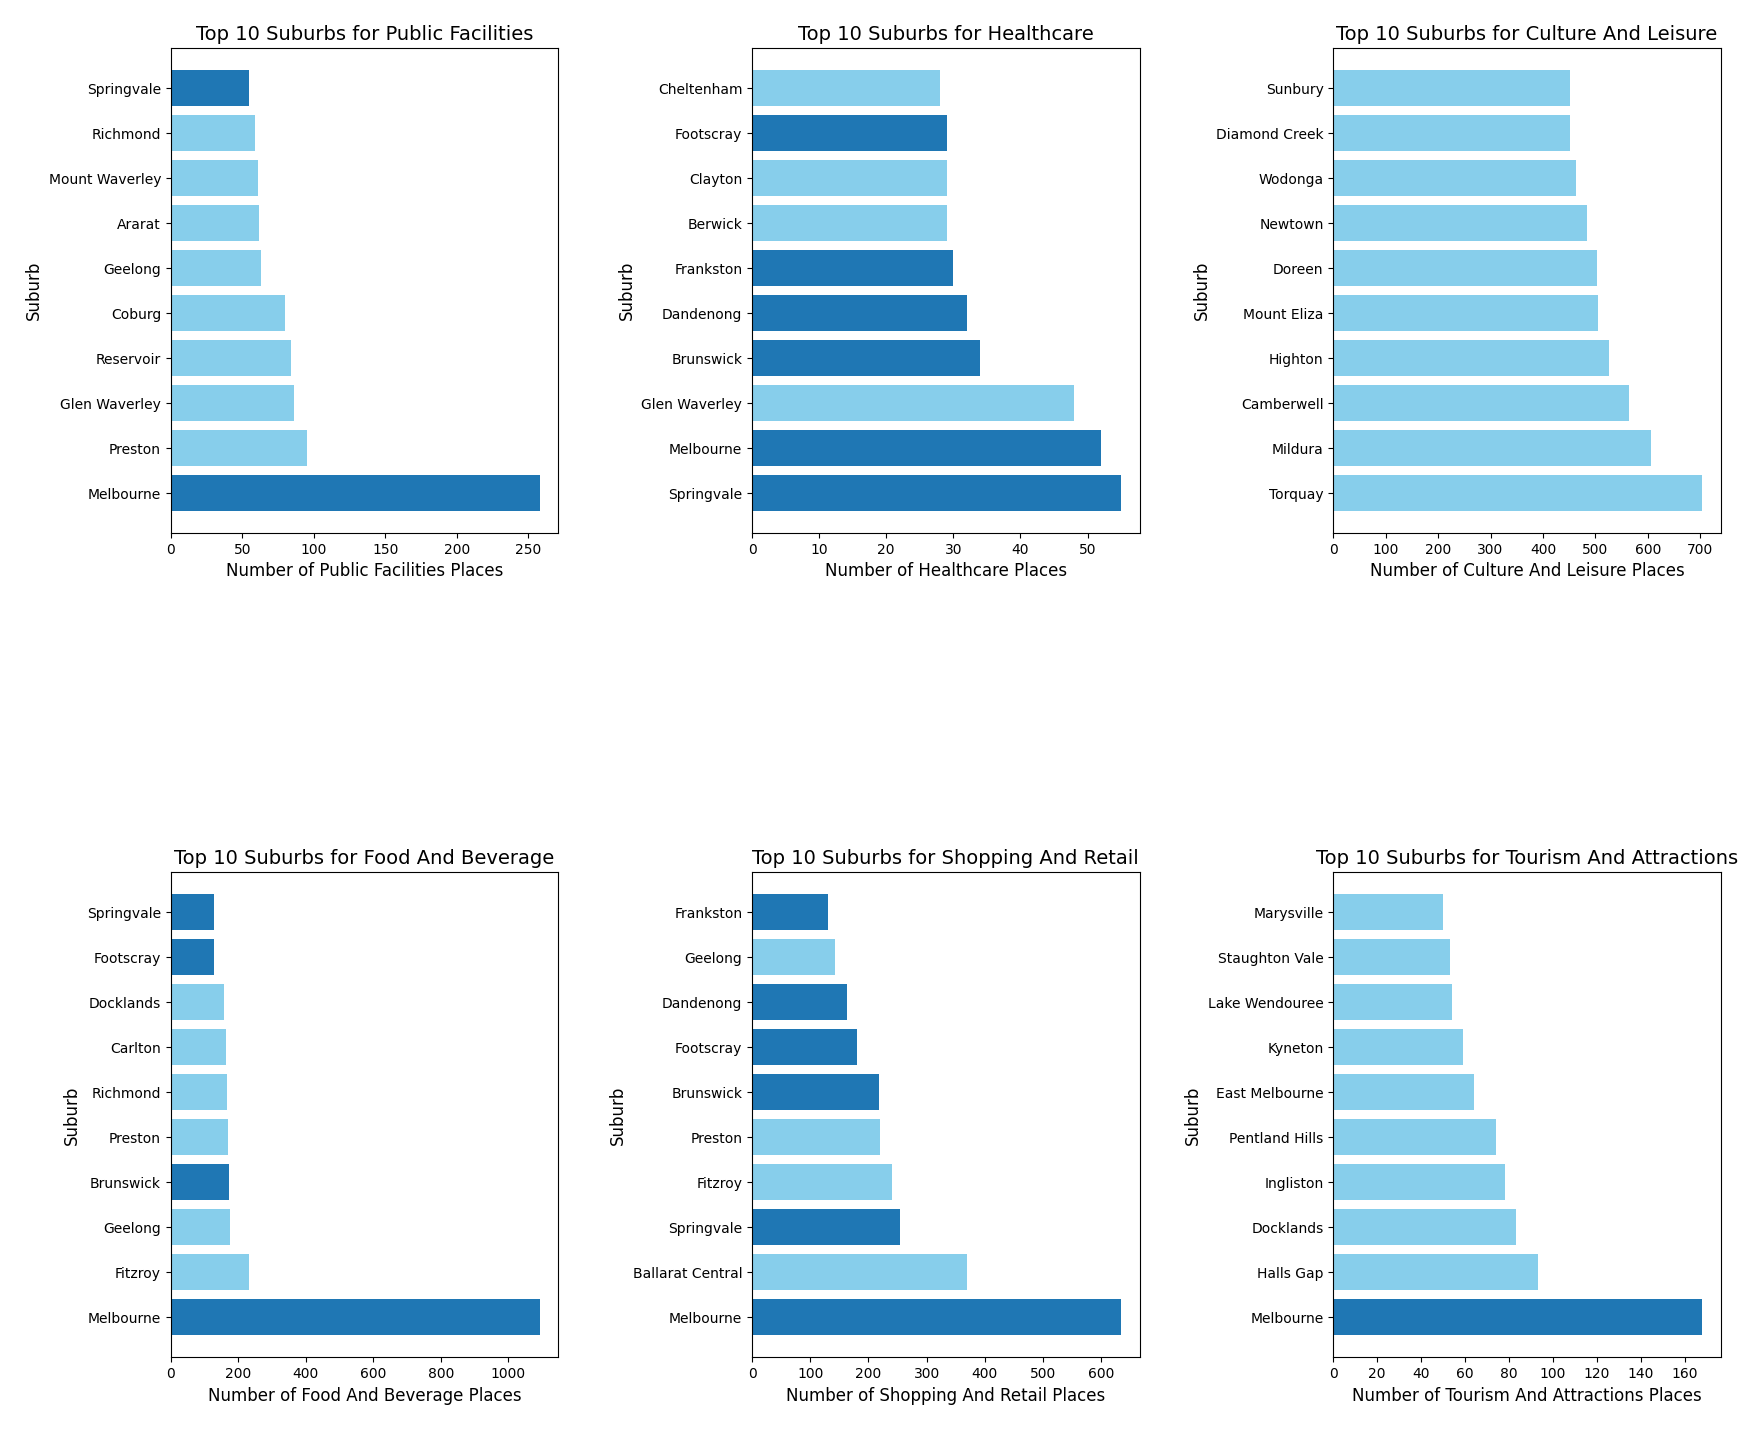 Top 10 Suburbs for Public Facilities
Suburb
Springvale
Richmond
Mount Waverley
Ararat
Geelong
Coburg
Reservoir
Glen Waverley
Preston
Melbourne
0 50 100 150 200 250
Number of Public Facilities Places
Top 10 Suburbs for Healthcare
Suburb
Cheltenham
Footscray
Clayton
Berwick
Frankston
Dandenong
Brunswick
Glen Waverley
Melbourne
Springvale
0 10 20 30 40 50
Number of Healthcare Places
Top 10 Suburbs for Culture And Leisure
Suburb
Sunbury
Diamond Creek
Wodonga
Newtown
Doreen
Mount Eliza
Highton
Camberwell
Mildura
Torquay
0 100 200 300 400 500 600 700
Number of Culture And Leisure Places
Top 10 Suburbs for Food And Beverage
Suburb
Springvale
Footscray
Docklands
Carlton
Richmond
Preston
Brunswick
Geelong
Fitzroy
Melbourne
0 200 400 600 800 1000
Number of Food And Beverage Places
Top 10 Suburbs for Shopping And Retail
Suburb
Frankston
Geelong
Dandenong
Footscray
Brunswick
Preston
Fitzroy
Springvale
Ballarat Central
Melbourne
0 100 200 300 400 500 600
Number of Shopping And Retail Places
Top 10 Suburbs for Tourism And Attractions
Suburb
Marysville
Staughton Vale
Lake Wendouree
Kyneton
East Melbourne
Pentland Hills
Ingliston
Docklands
Halls Gap
Melbourne
0 20 40 60 80 100 120 140 160
Number of Tourism And Attractions Places